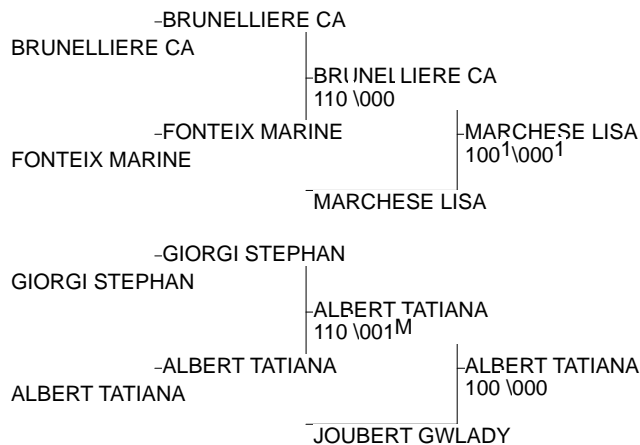 BRUNELLIERE CA
BRUNELLIERE CA
BRUNELLIERE CA
110 \000
FONTEIX MARINE
MARCHESE LISA
FONTEIX MARINE
100¹\000¹
MARCHESE LISA
GIORGI STEPHAN
GIORGI STEPHAN
ALBERT TATIANA
110 \001ᴹ
ALBERT TATIANA
ALBERT TATIANA
ALBERT TATIANA
100 \000
JOUBERT GWLADY